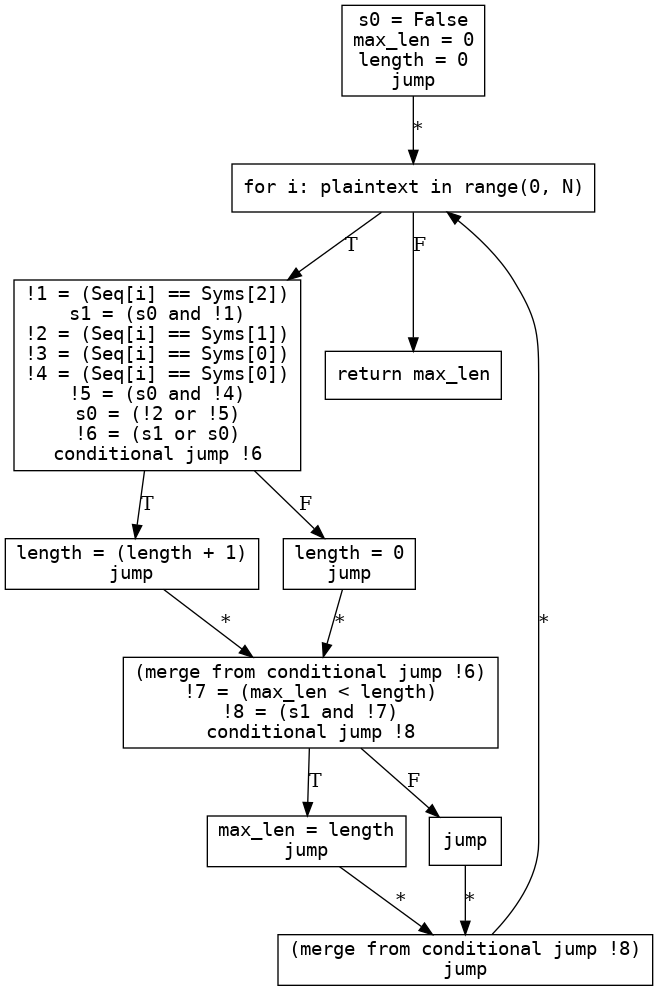 s0 = False
max_len = 0
length = 0
jump
*
for i: plaintext in range(0, N)
T
F
!1 = (Seq[i] == Syms[2])
s1 = (s0 and !1)
!2 = (Seq[i] == Syms[1])
!3 = (Seq[i] == Syms[0])
!4 = (Seq[i] == Syms[0])
!5 = (s0 and !4)
s0 = (!2 or !5)
!6 = (s1 or s0)
conditional jump !6
return max_len
T
F
length = (length + 1)
jump
length = 0
jump
*
*
*
(merge from conditional jump !6)
!7 = (max_len < length)
!8 = (s1 and !7)
conditional jump !8
T
F
max_len = length
jump
jump
*
*
(merge from conditional jump !8)
jump